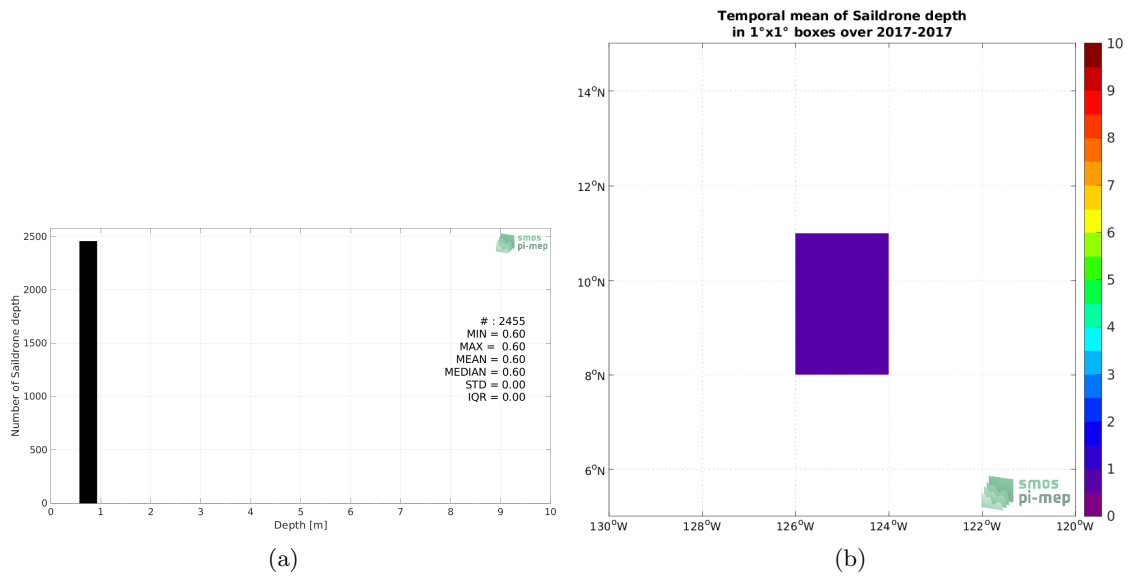 2500
2000
1500
1000
500
0
Number of Saildrone depth
smos
pi-mep
# : 2455
MIN = 0.60
MAX = 0.60
MEAN = 0.60
MEDIAN = 0.60
STD = 0.00
IQR = 0.00
0 1 2 3 4 5 6 7 8 9 10
Depth [m]
(a)
Temporal mean of Saildrone depth
in 1°x1° boxes over 2017-2017
14°N
12°N
10°N
8°N
6°N
130°W 128°W 126°W 124°W 122°W 120°W
smos
pi-mep
10
9
8
7
6
5
4
3
2
1
0
(b)